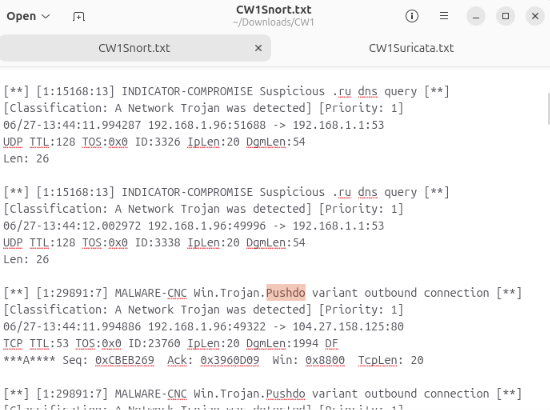 Open
CW1Snort.txt
~/Downloads/CW1
CW1Snort.txt
CW1Suricata.txt
[**] [1:15168:13] INDICATOR-COMPROMISE Suspicious .ru dns query [**]
[Classification: A Network Trojan was detected] [Priority: 1]
06/27-13:44:11.994287 192.168.1.96:51688 -> 192.168.1.1:53
UDP TTL:128 TOS:0x0 ID:3326 IpLen:20 DgmLen:54
Len: 26
[**] [1:15168:13] INDICATOR-COMPROMISE Suspicious .ru dns query [**]
[Classification: A Network Trojan was detected] [Priority: 1]
06/27-13:44:12.002972 192.168.1.96:49996 -> 192.168.1.1:53
UDP TTL:128 TOS:0x0 ID:3338 IpLen:20 DgmLen:54
Len: 26
[**] [1:29891:7] MALWARE-CNC Win.Trojan.Pushdo variant outbound connection [**]
[Classification: A Network Trojan was detected] [Priority: 1]
06/27-13:44:11.994886 192.168.1.96:49322 -> 104.27.158.125:80
TCP TTL:53 TOS:0x0 ID:23760 IpLen:20 DgmLen:1994 DF
***A**** Seq: 0xCBEB269  Ack: 0x3960D09  Win: 0x8800  TcpLen: 20
[**] [1:29891:7] MALWARE-CNC Win.Trojan.Pushdo variant outbound connection [**]
[Classification: A Network Trojan was detected] [Priority: 1]